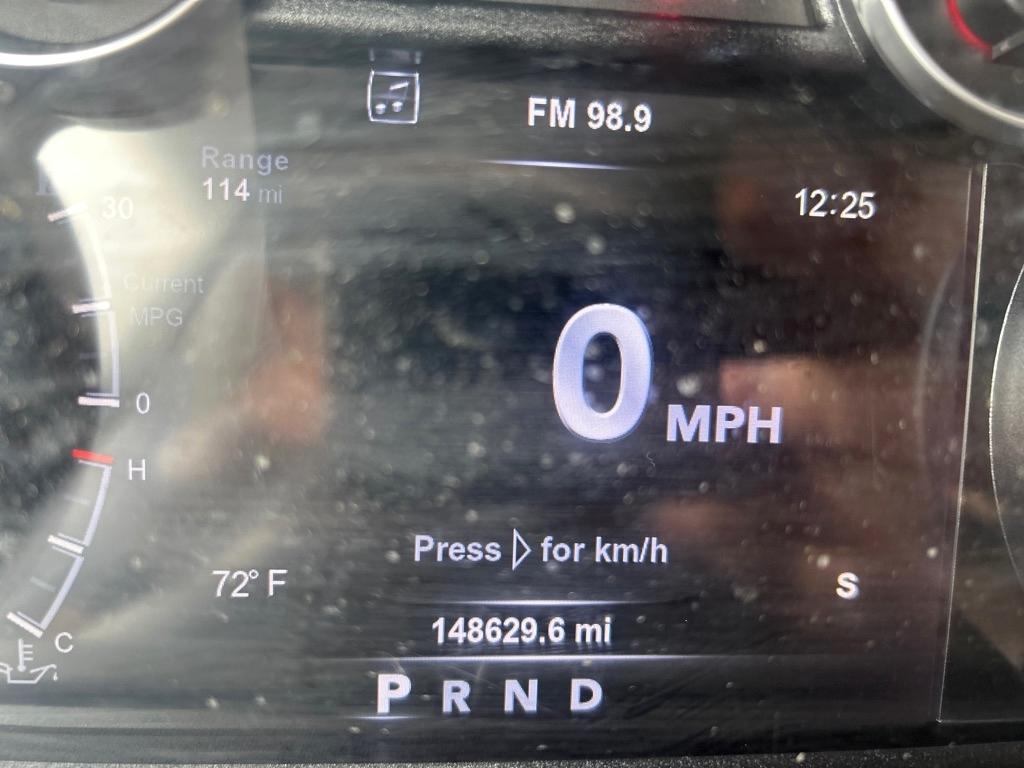 FM 98.9
Range
114 mi
12:25
30
Current
MPG
0
0 MPH
H
Press ▷ for km/h
72° F
S
148629.6 mi
C
P R N D